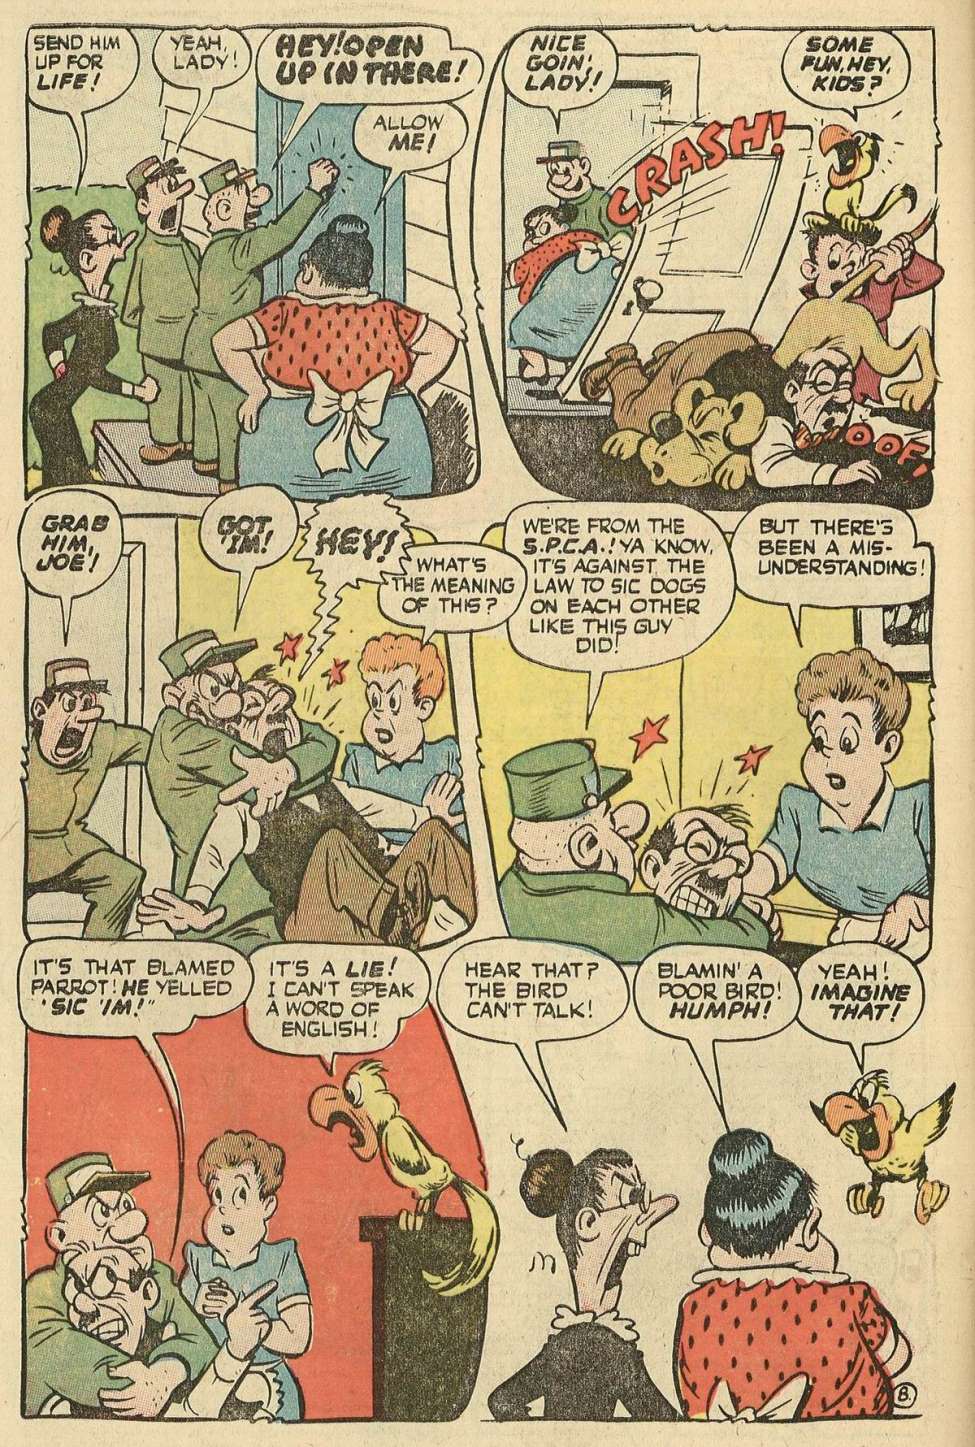 SEND HIM
UP FOR
LIFE!
YEAH,
LADY!
HEY! OPEN
UP IN THERE!
ALLOW
ME!
NICE
GOIN',
LADY!
CRASH!
SOME
FUN, HEY,
KIDS?
WOOF!
GRAB
HIM,
JOE!
GOT
'IM!
HEY!
WHAT'S
THE MEANING
OF THIS?
WE'RE FROM THE
S.P.C.A.! YA KNOW,
IT'S AGAINST THE
LAW TO SIC DOGS
ON EACH OTHER
LIKE THIS GUY
DID!
BUT THERE'S
BEEN A MIS-
UNDERSTANDING!
IT'S THAT BLAMED
PARROT! HE YELLED
"SIC 'IM!"
IT'S A LIE!
I CAN'T SPEAK
A WORD OF
ENGLISH!
HEAR THAT?
THE BIRD
CAN'T TALK!
BLAMIN' A
POOR BIRD!
HUMPH!
YEAH!
IMAGINE
THAT!
8